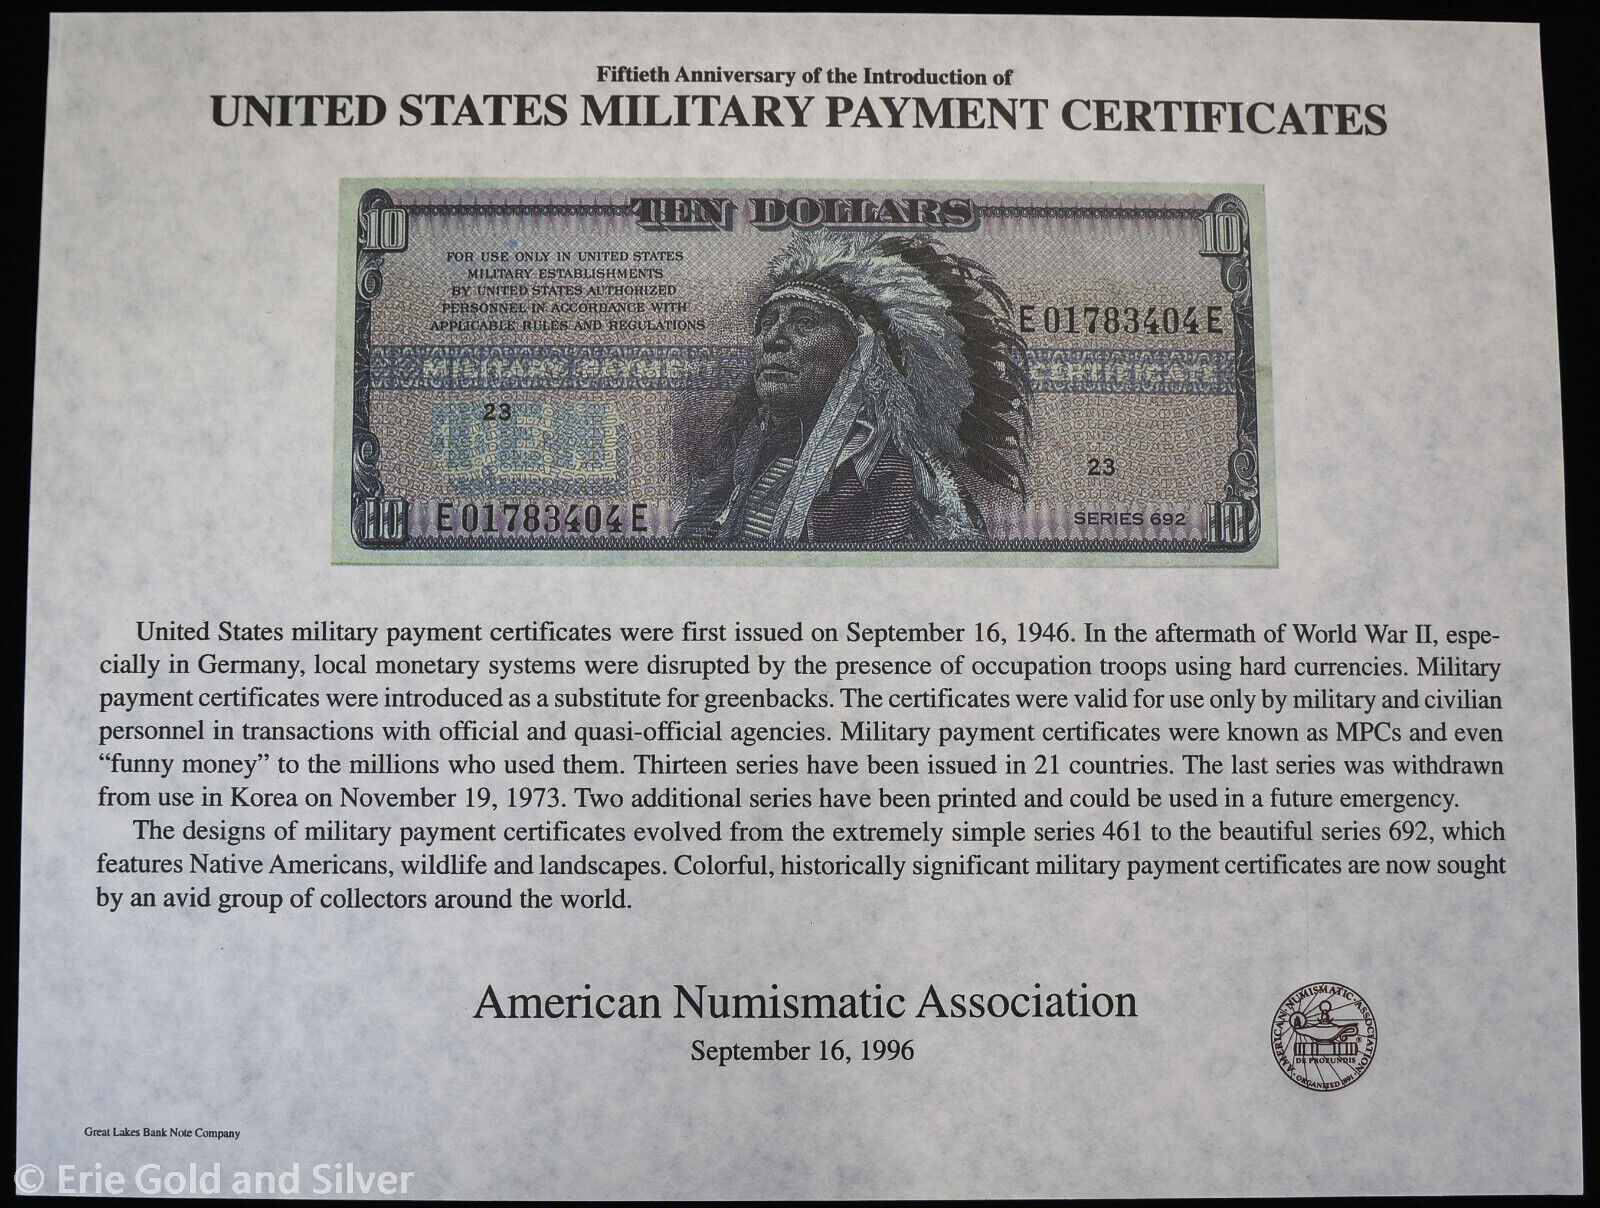 Fiftieth Anniversary of the Introduction of
UNITED STATES MILITARY PAYMENT CERTIFICATES
10 TEN DOLLARS 10
FOR USE ONLY IN UNITED STATES
MILITARY ESTABLISHMENTS
BY UNITED STATES AUTHORIZED
PERSONNEL IN ACCORDANCE WITH
APPLICABLE RULES AND REGULATIONS
E01783404E
MILITARY PAYME CERTIFICATE
23
23
10 E01783404E
SERIES 692 10
United States military payment certificates were first issued on September 16, 1946. In the aftermath of World War II, espe-
cially in Germany, local monetary systems were disrupted by the presence of occupation troops using hard currencies. Military
payment certificates were introduced as a substitute for greenbacks. The certificates were valid for use only by military and civilian
personnel in transactions with official and quasi-official agencies. Military payment certificates were known as MPCs and even
“funny money” to the millions who used them. Thirteen series have been issued in 21 countries. The last series was withdrawn
from use in Korea on November 19, 1973. Two additional series have been printed and could be used in a future emergency.
The designs of military payment certificates evolved from the extremely simple series 461 to the beautiful series 692, which
features Native Americans, wildlife and landscapes. Colorful, historically significant military payment certificates are now sought
by an avid group of collectors around the world.
American Numismatic Association
September 16, 1996
AMERICAN NUMISMATIC ASSOCIATION
DE PROFUNDIS
ORGANIZED 1891
Great Lakes Bank Note Company
© Erie Gold and Silver